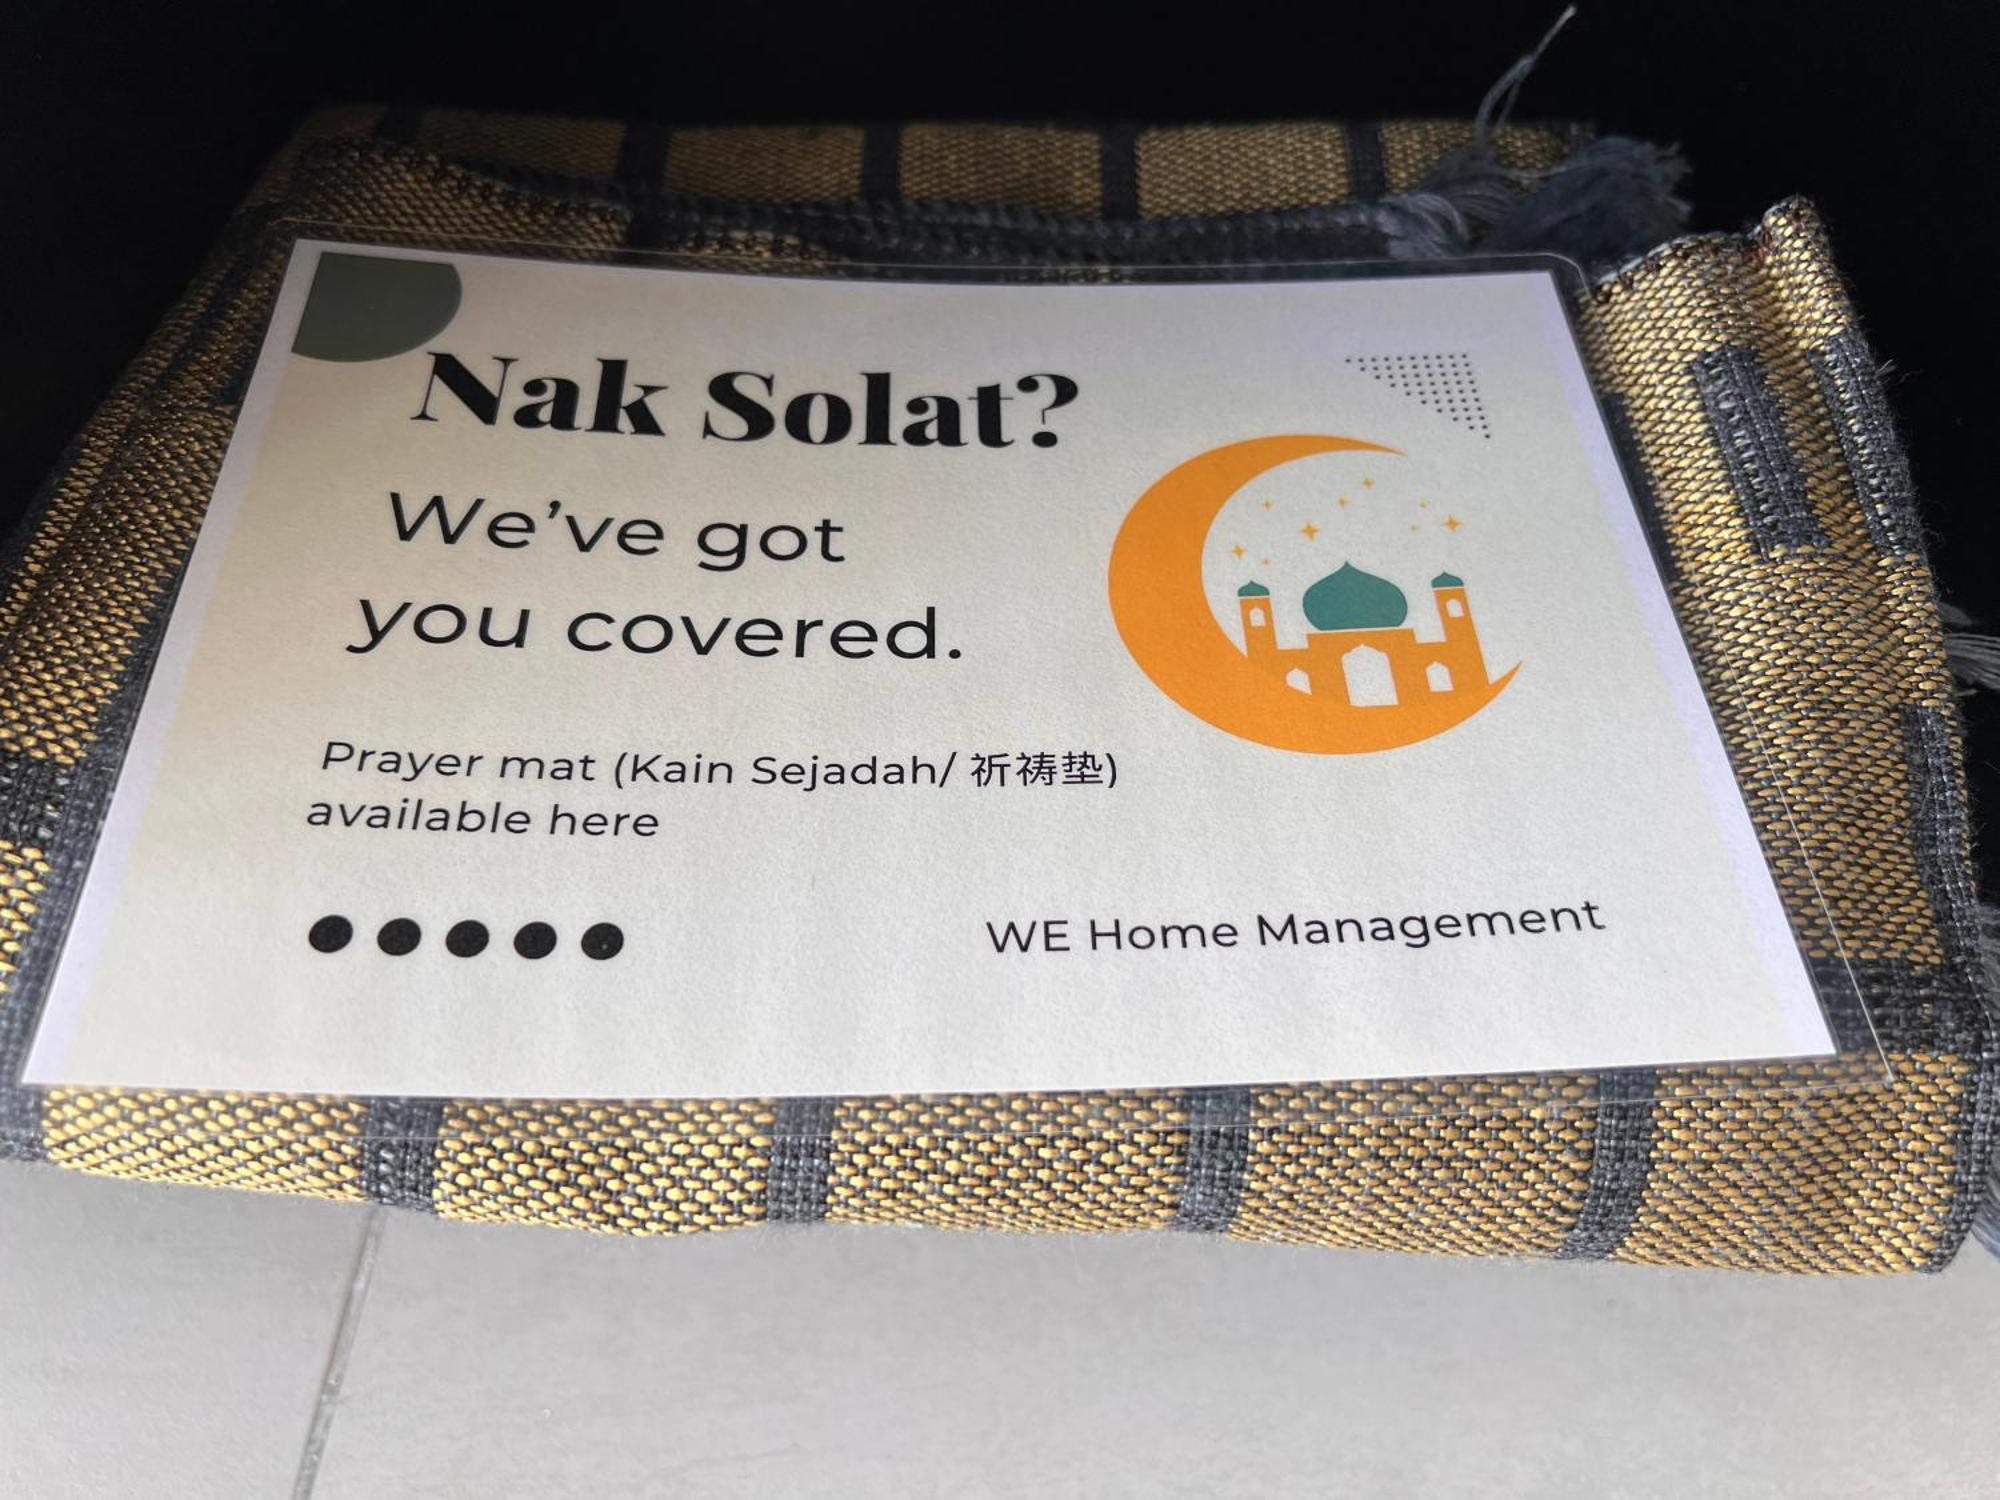 Nak Solat?
We've got
you covered.
Prayer mat (Kain Sejadah/ 祈祷垫)
available here
WE Home Management